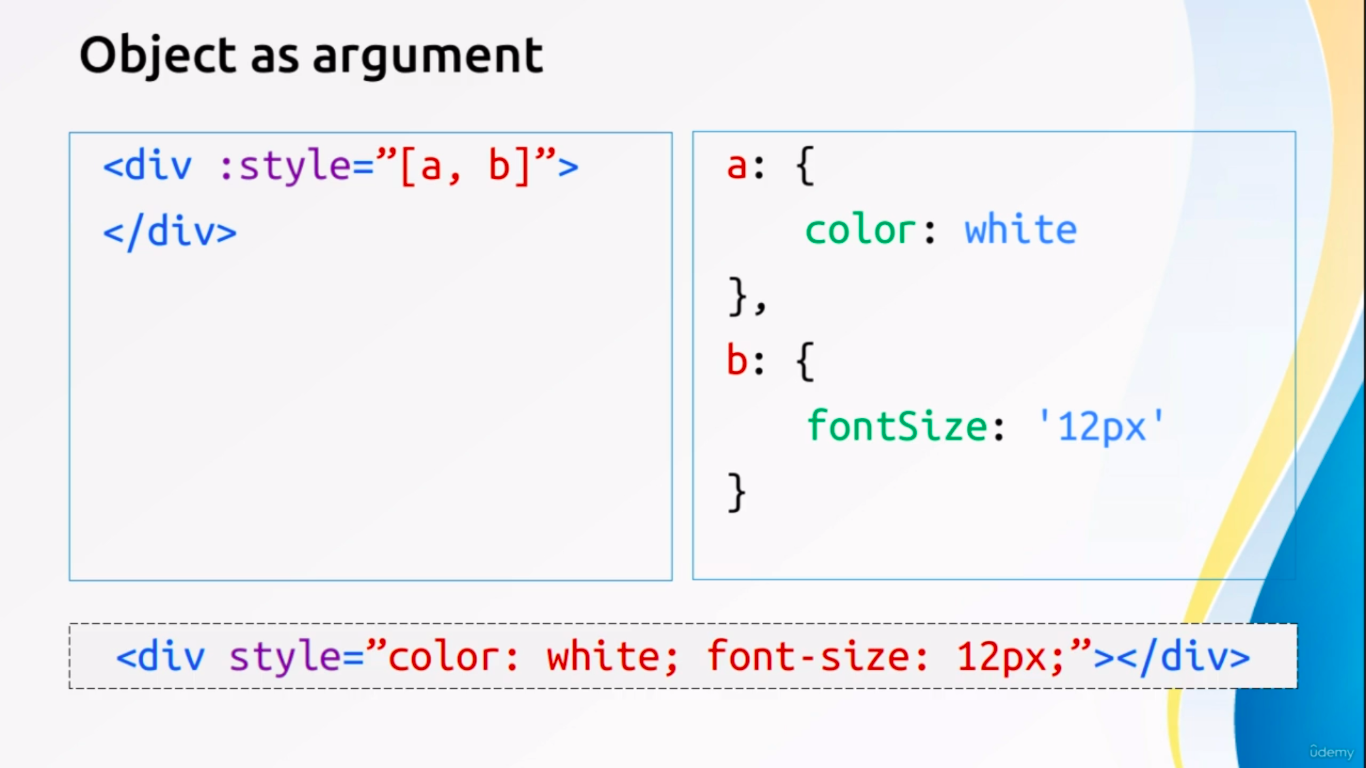 Object as argument
<div :style=”[a, b]”>
</div>
a: {
color: white
},
b: {
fontSize: '12px'
}
<div style=”color: white; font-size: 12px;”></div>
ûdemy